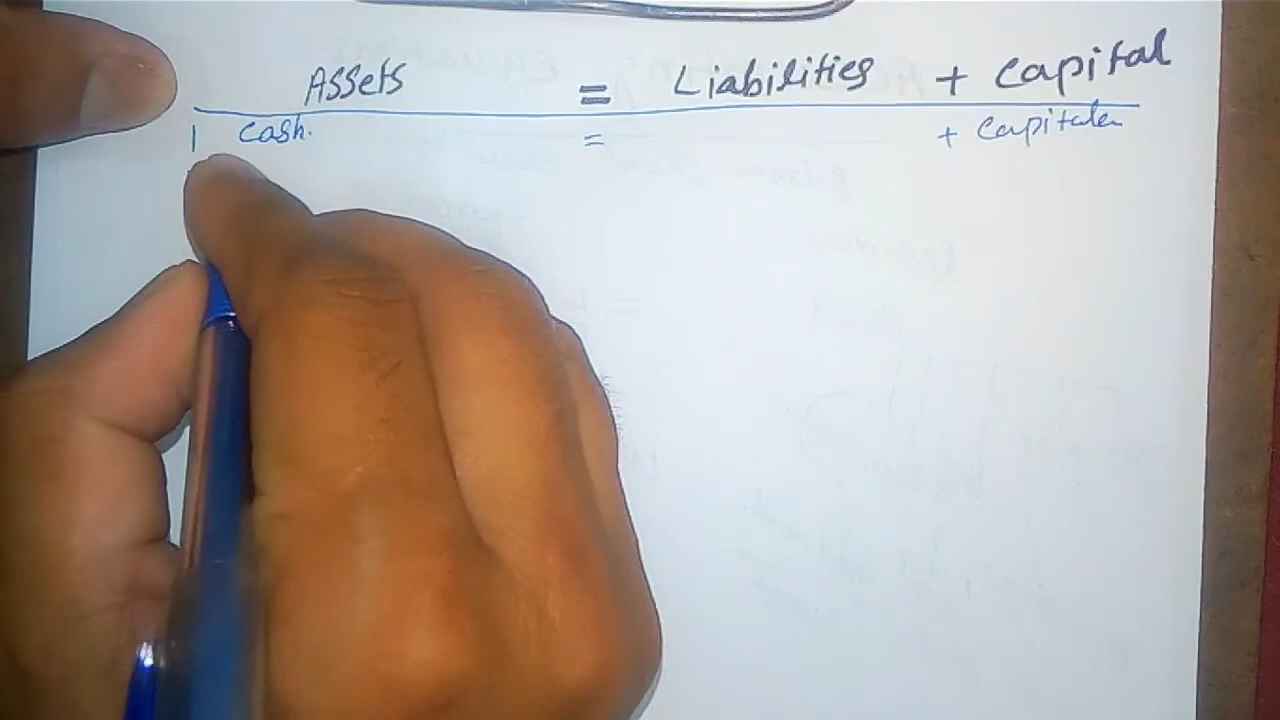 Assets = Liabilities + Capital
1 Cash. = + Capital